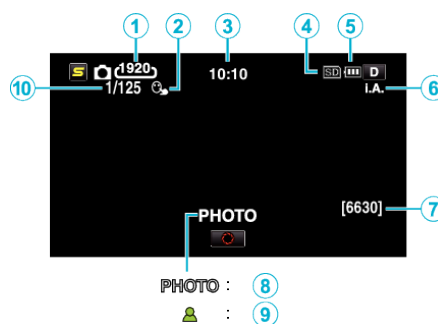 ① ② ③ ④ ⑤
S 1920 10:10 SD D
⑩ 1/125 i.A. ⑥
[6630] ⑦
PHOTO
PHOTO : ⑧
: ⑨